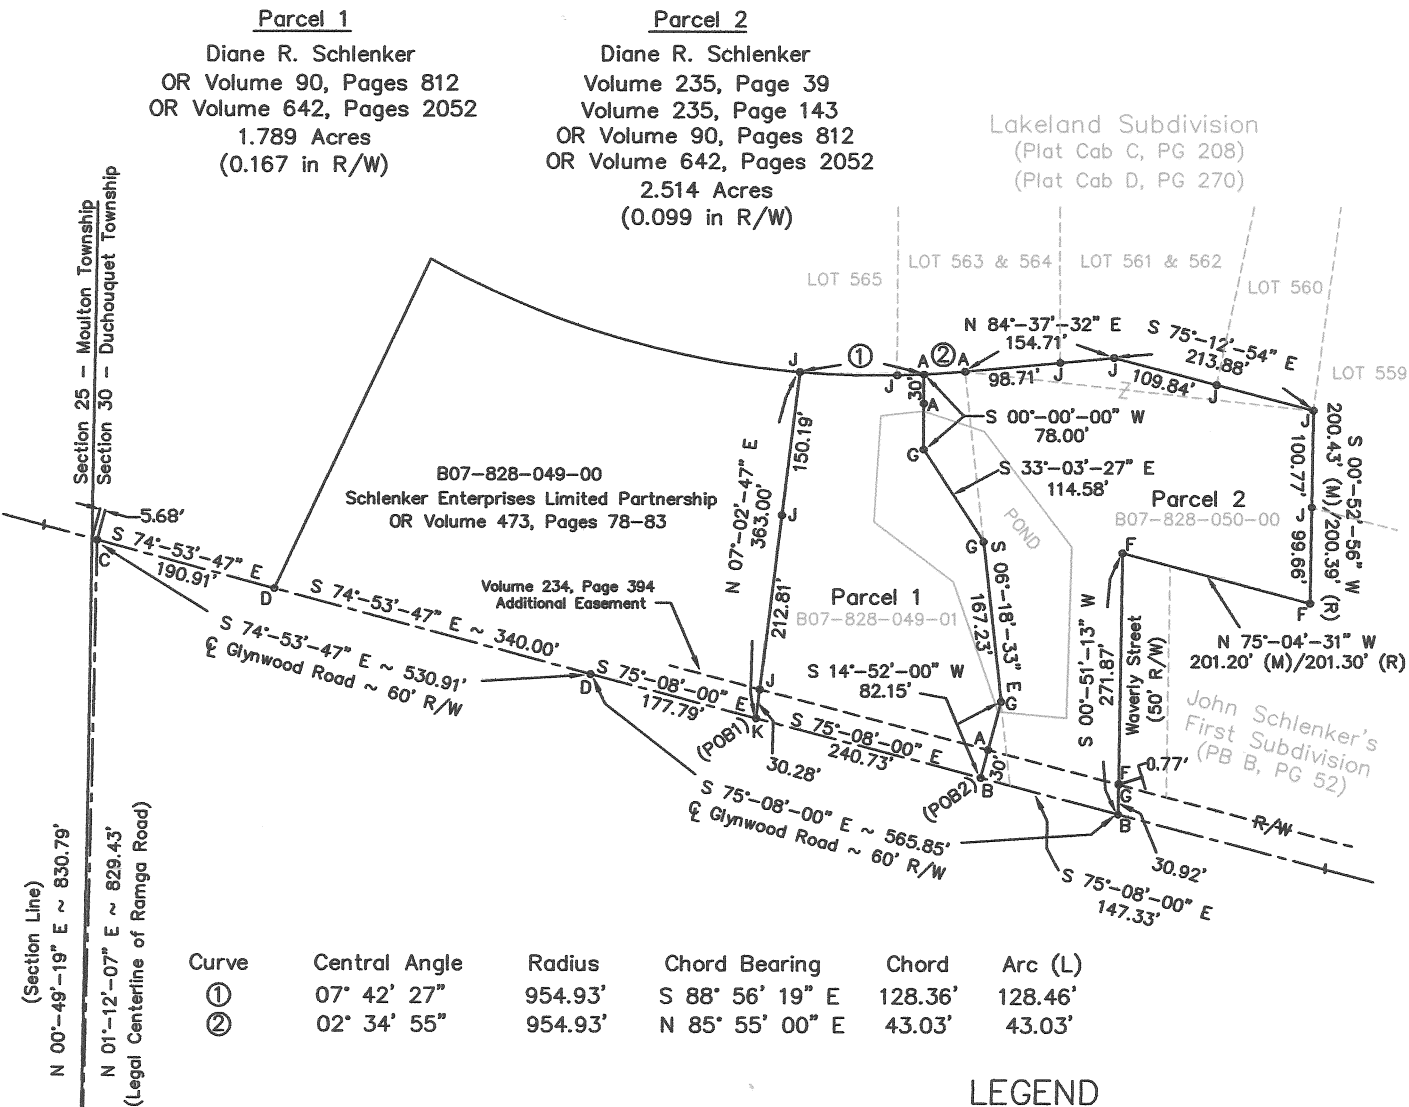 Parcel 1
Diane R. Schlenker
OR Volume 90, Pages 812
OR Volume 642, Pages 2052
1.789 Acres
(0.167 in R/W)
Parcel 2
Diane R. Schlenker
Volume 235, Page 39
Volume 235, Page 143
OR Volume 90, Pages 812
OR Volume 642, Pages 2052
2.514 Acres
(0.099 in R/W)
Lakeland Subdivision
(Plat Cab C, PG 208)
(Plat Cab D, PG 270)
LOT 565
LOT 563 & 564
LOT 561 & 562
LOT 560
LOT 559
Section 25 - Moulton Township
Section 30 - Duchouquet Township
N 84°-37'-32" E
154.71'
S 75°-12'-54" E
213.88'
J
1
A
2
A
J
98.71'
J
J
109.84'
J
J
Z
30'
A
G
S 00°-00'-00" W
78.00'
S 33°-03'-27" E
114.58'
POND
G
S 06°-18'-33" E
167.23'
G
Parcel 2
B07-828-050-00
S 00°-52'-56" W
200.43' (M)/200.39' (R)
100.77'
J
99.66'
F
F
N 75°-04'-31" W
201.20' (M)/201.30' (R)
B07-828-049-00
Schlenker Enterprises Limited Partnership
OR Volume 473, Pages 78-83
N 07°-02'-47" E
363.00'
150.19'
J
212.81'
J
5.68'
C
S 74°-53'-47" E
190.91'
D
S 74°-53'-47" E ~ 340.00'
D
S 74°-53'-47" E ~ 530.91'
℄ Glynwood Road ~ 60' R/W
Volume 234, Page 394
Additional Easement
S 75°-08'-00" E
177.79'
K
(POB1)
30.28'
Parcel 1
B07-828-049-01
S 14°-52'-00" W
82.15'
S 75°-08'-00" E
240.73'
A
30'
B
(POB2)
S 75°-08'-00" E ~ 565.85'
℄ Glynwood Road ~ 60' R/W
S 00°-51'-13" W
271.87'
Waverly Street
(50' R/W)
F
G
B
0.77'
30.92'
R/W
S 75°-08'-00" E
147.33'
John Schlenker's
First Subdivision
(PB B, PG 52)
(Section Line)
N 00°-49'-19" E ~ 830.79'
N 01°-12'-07" E ~ 829.43'
(Legal Centerline of Ramga Road)
Curve Central Angle Radius Chord Bearing Chord Arc (L)
1 07° 42' 27" 954.93' S 88° 56' 19" E 128.36' 128.46'
2 02° 34' 55" 954.93' N 85° 55' 00" E 43.03' 43.03'
LEGEND